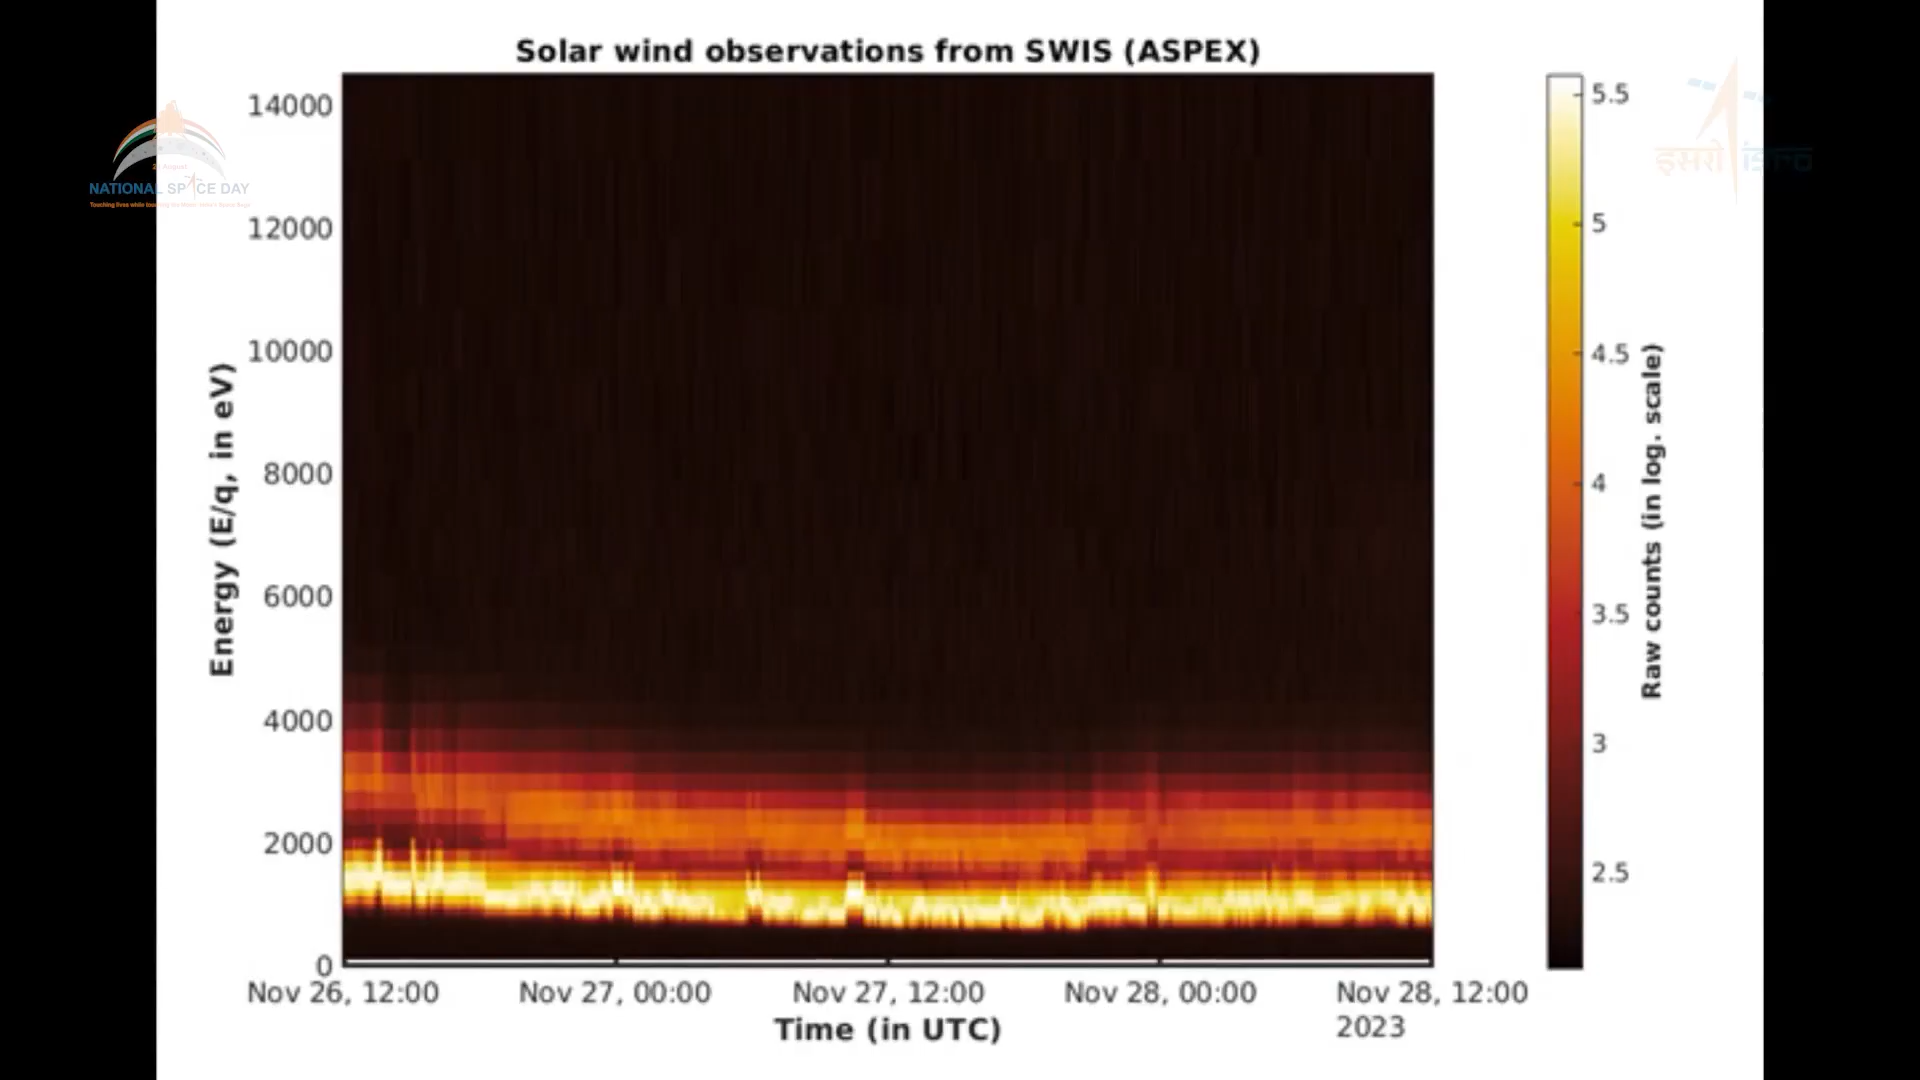 Solar wind observations from SWIS (ASPEX)
14000
12000
10000
8000
6000
4000
2000
0
Energy (E/q, in eV)
Nov 26, 12:00
Nov 27, 00:00
Nov 27, 12:00
Nov 28, 00:00
Nov 28, 12:00
2023
Time (in UTC)
5.5
5
4.5
4
3.5
3
2.5
Raw counts (in log. scale)
NATIONAL SPACE DAY
इसरो isro